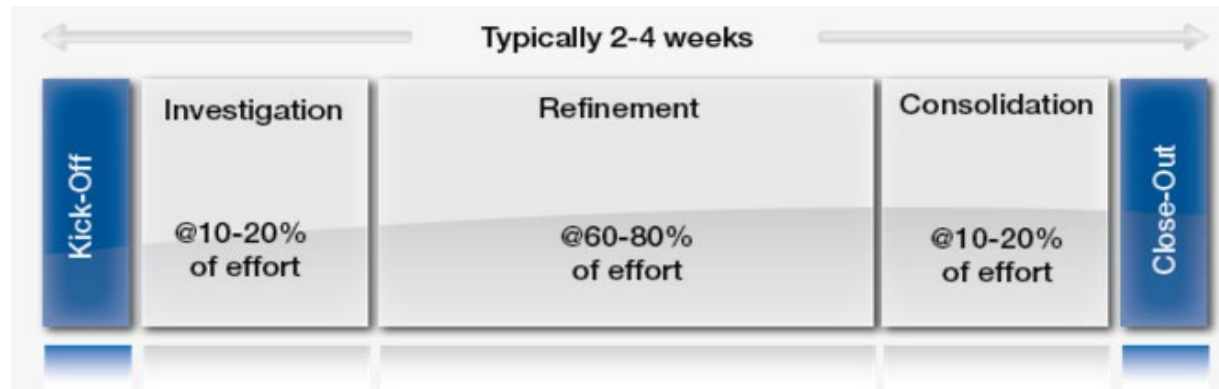 Typically 2-4 weeks
Kick-Off
Investigation
@10-20%
of effort
Refinement
@60-80%
of effort
Consolidation
@10-20%
of effort
Close-Out